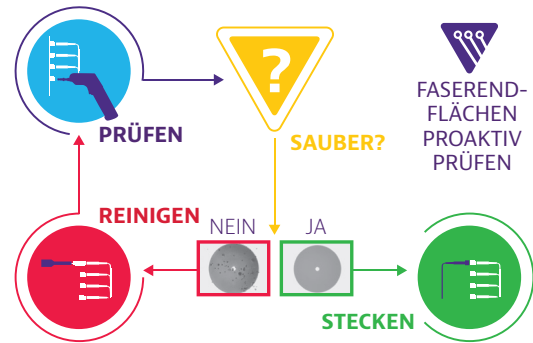 ?
PRÜFEN
SAUBER?
FASEREND-
FLÄCHEN
PROAKTIV
PRÜFEN
REINIGEN
NEIN
JA
STECKEN